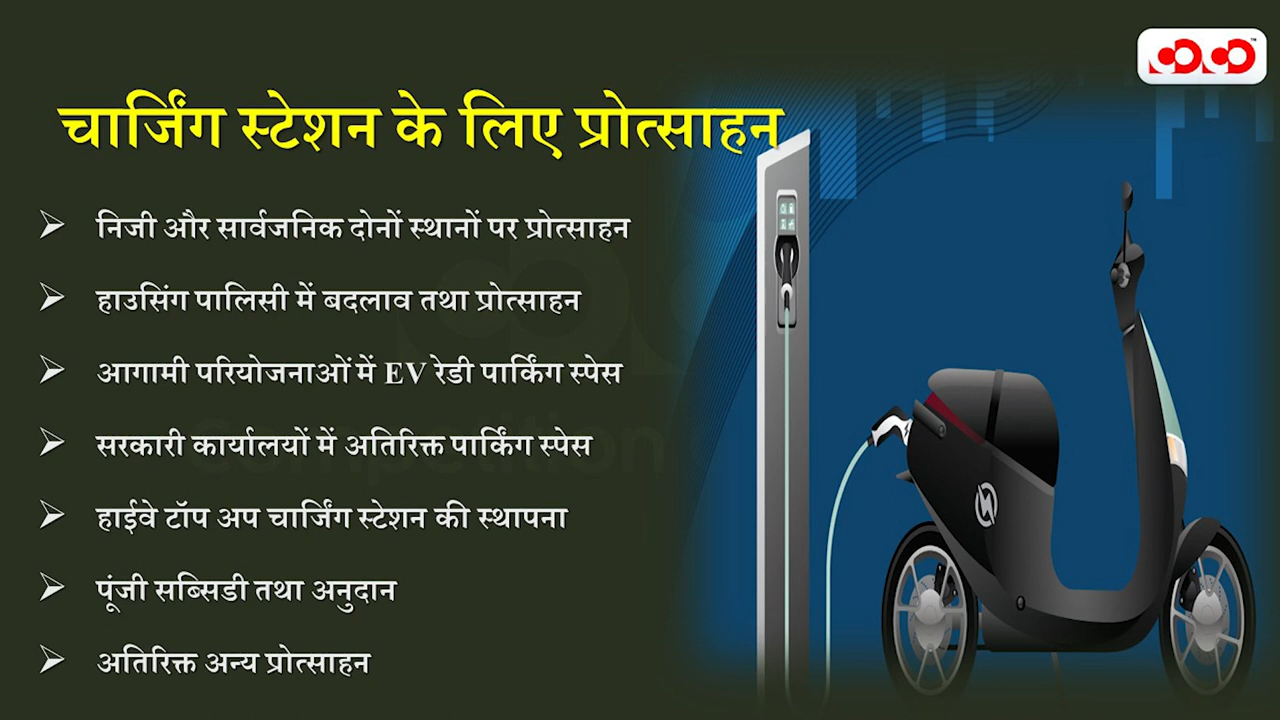 चार्जिंग स्टेशन के लिए प्रोत्साहन
निजी और सार्वजनिक दोनों स्थानों पर प्रोत्साहन
हाउसिंग पालिसी में बदलाव तथा प्रोत्साहन
आगामी परियोजनाओं में EV रेडी पार्किंग स्पेस
सरकारी कार्यालयों में अतिरिक्त पार्किंग स्पेस
हाईवे टॉप अप चार्जिंग स्टेशन की स्थापना
पूंजी सब्सिडी तथा अनुदान
अतिरिक्त अन्य प्रोत्साहन
Competition